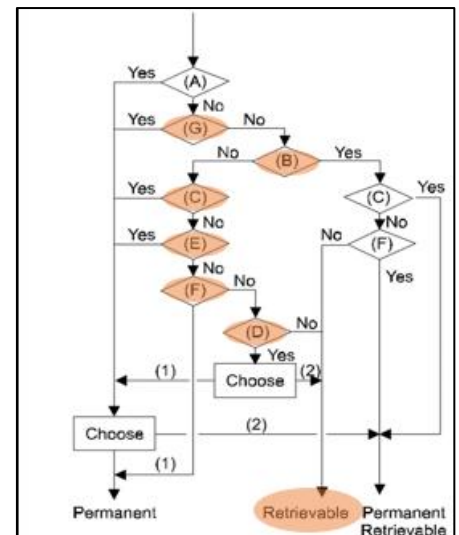 Yes (A)
No
Yes (G) No
No (B) Yes
Yes (C) (C) Yes
No No
Yes (E) No (F)
No Yes
(F) No
(D) No
Yes
(1) Choose (2)
Choose (2)
(1)
Permanent Retrievable Permanent
Retrievable